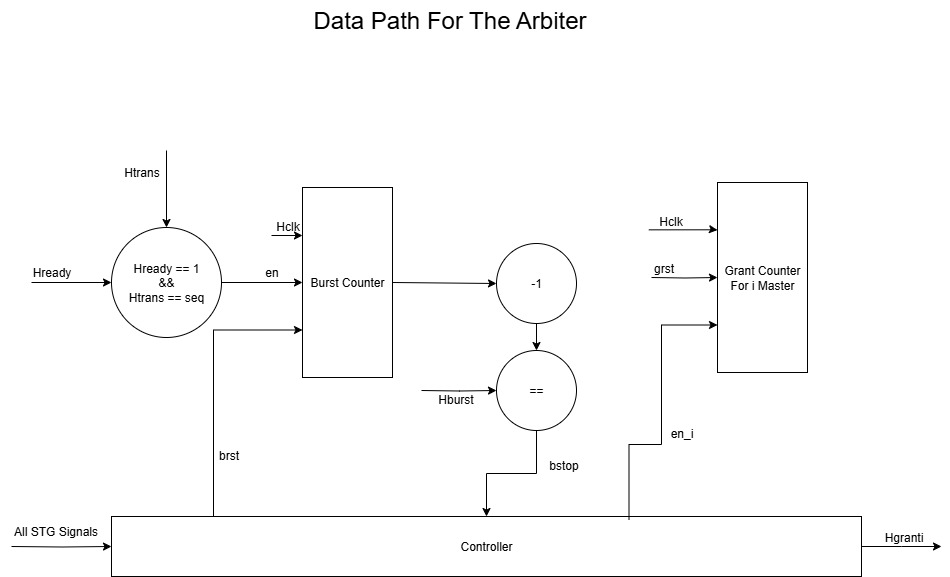 Data Path For The Arbiter
Htrans
Hready
Hready == 1
&&
Htrans == seq
en
Hclk
Burst Counter
-1
Hburst
==
Hclk
grst
Grant Counter
For i Master
en_i
brst
bstop
All STG Signals
Controller
Hgranti